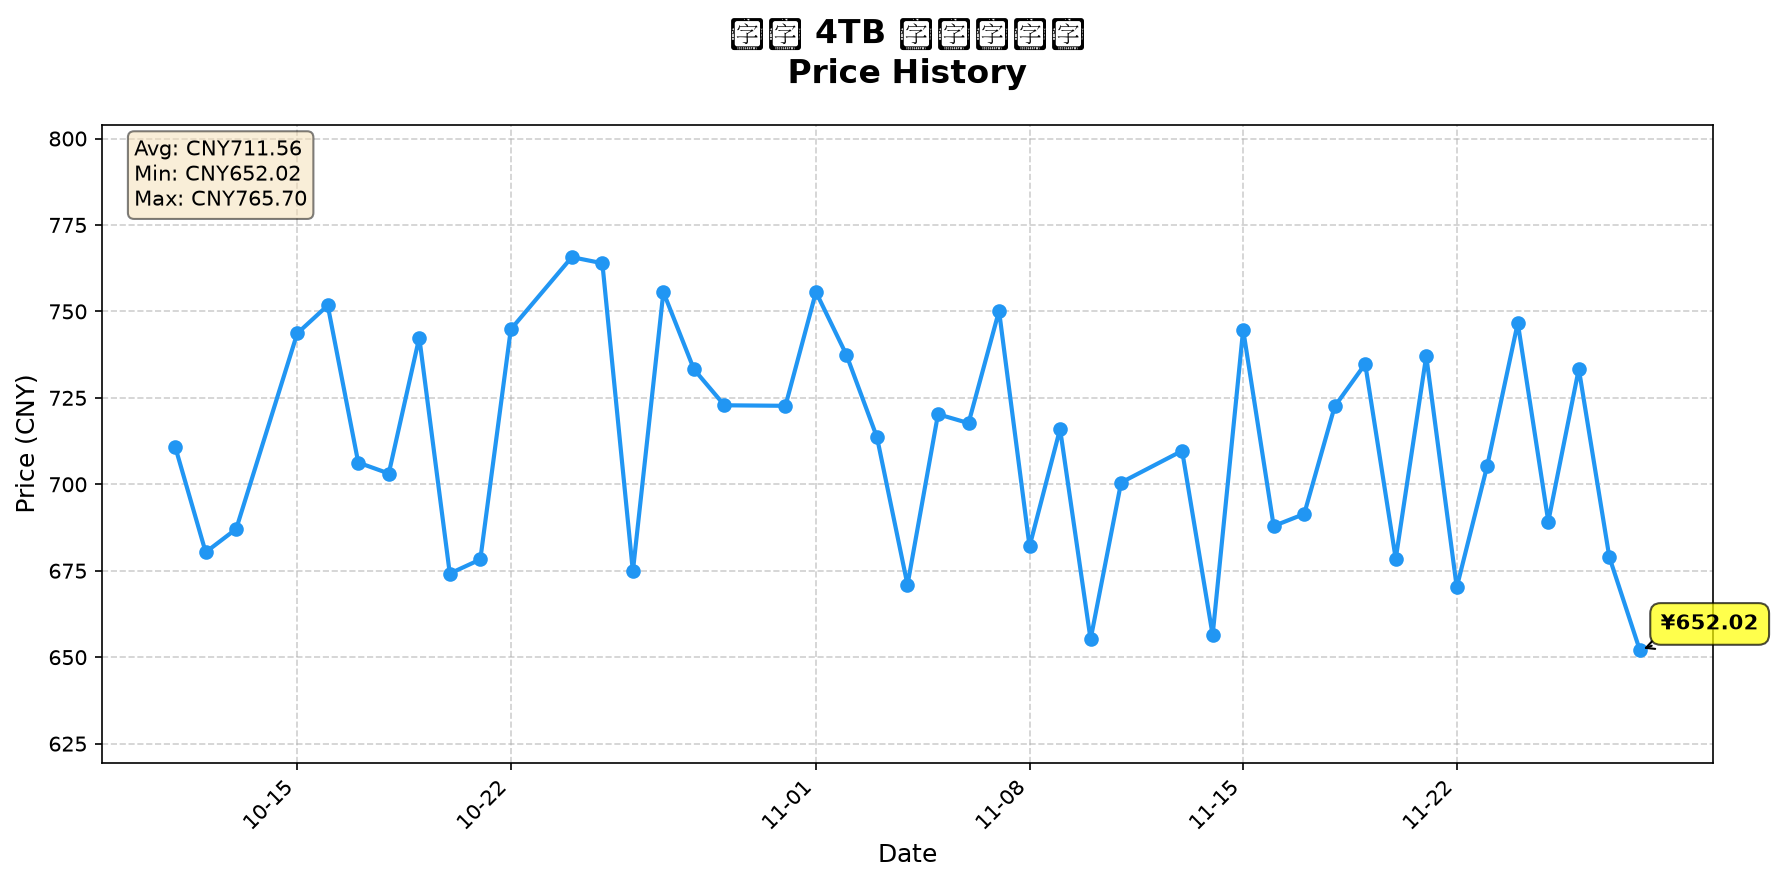 4TB
Price History
Avg: CNY711.56
Min: CNY652.02
Max: CNY765.70
800
775
750
725
700
675
650
625
Price (CNY)
¥652.02
10-15
10-22
11-01
11-08
11-15
11-22
Date